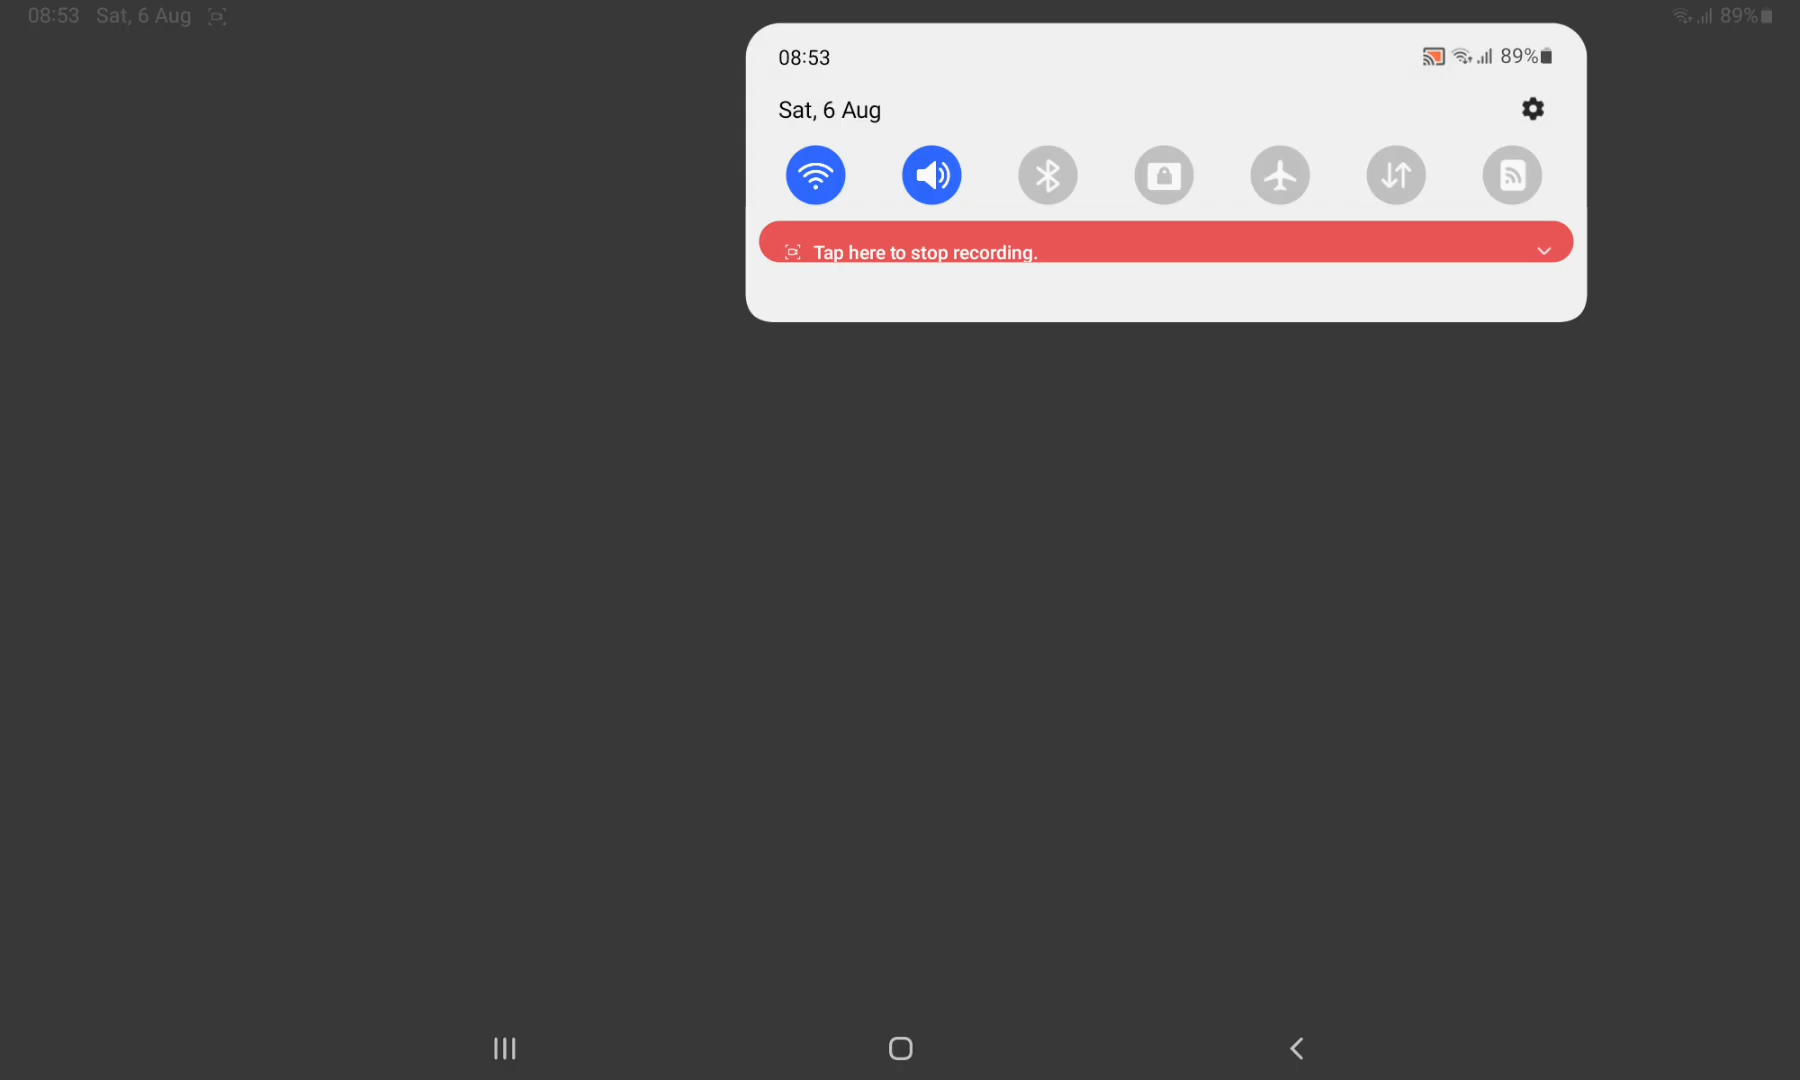 08:53 Sat, 6 Aug 89%
08:53 89%
Sat, 6 Aug
Tap here to stop recording.